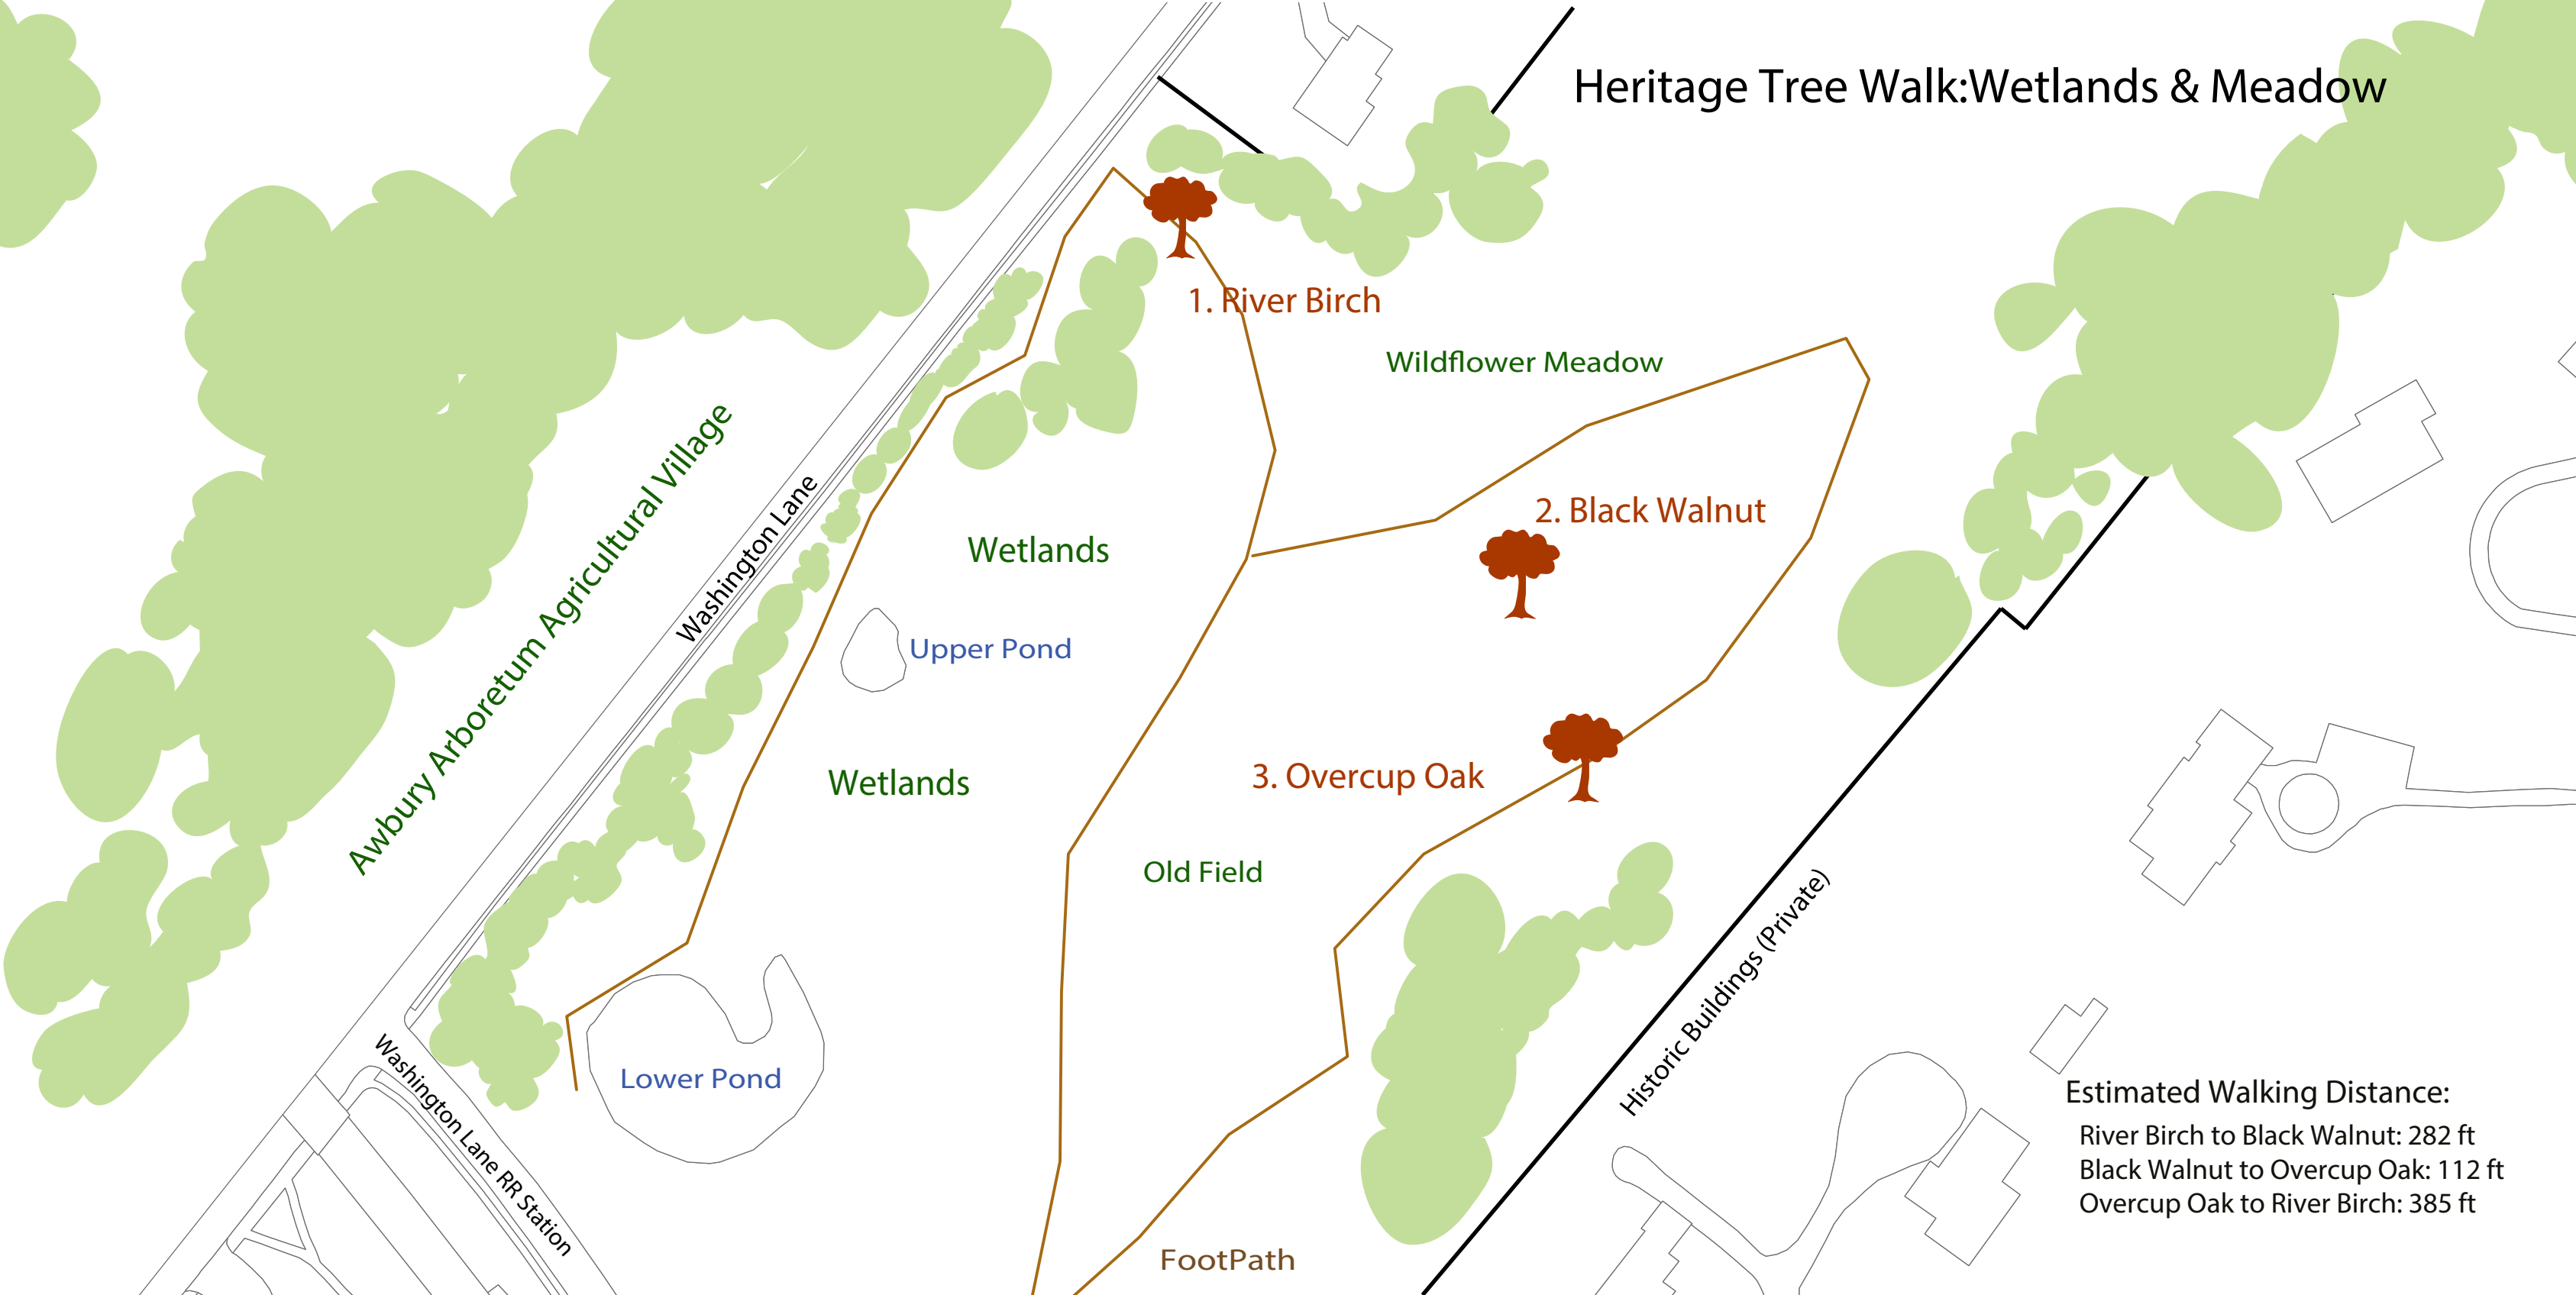 Heritage Tree Walk:Wetlands & Meadow
1. River Birch
Wildflower Meadow
Awbury Arboretum Agricultural Village
Washington Lane
2. Black Walnut
Wetlands
Upper Pond
Wetlands
3. Overcup Oak
Old Field
Historic Buildings (Private)
Lower Pond
Washington Lane RR Station
FootPath
Estimated Walking Distance:
River Birch to Black Walnut: 282 ft
Black Walnut to Overcup Oak: 112 ft
Overcup Oak to River Birch: 385 ft